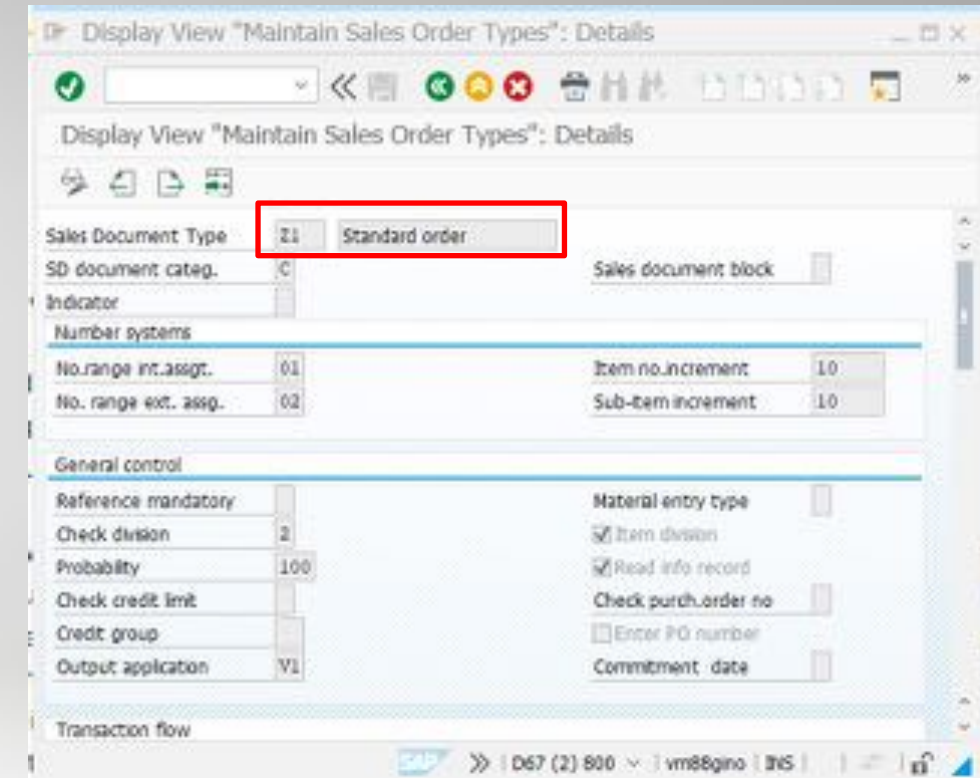 Display View "Maintain Sales Order Types": Details
Display View "Maintain Sales Order Types": Details
Sales Document Type Z1 Standard order
SD document categ. C Sales document block
Indicator
Number systems
No.range int.assgt. 01 Item no.increment 10
No. range ext. assg. 02 Sub-item increment 10
General control
Reference mandatory Material entry type
Check division 2 Item division
Probability 100 Read info record
Check credit limit Check purch.order no
Credit group Enter PO number
Output application V1 Commitment date
Transaction flow
SAP D67 (2) 800 vm88gino INS